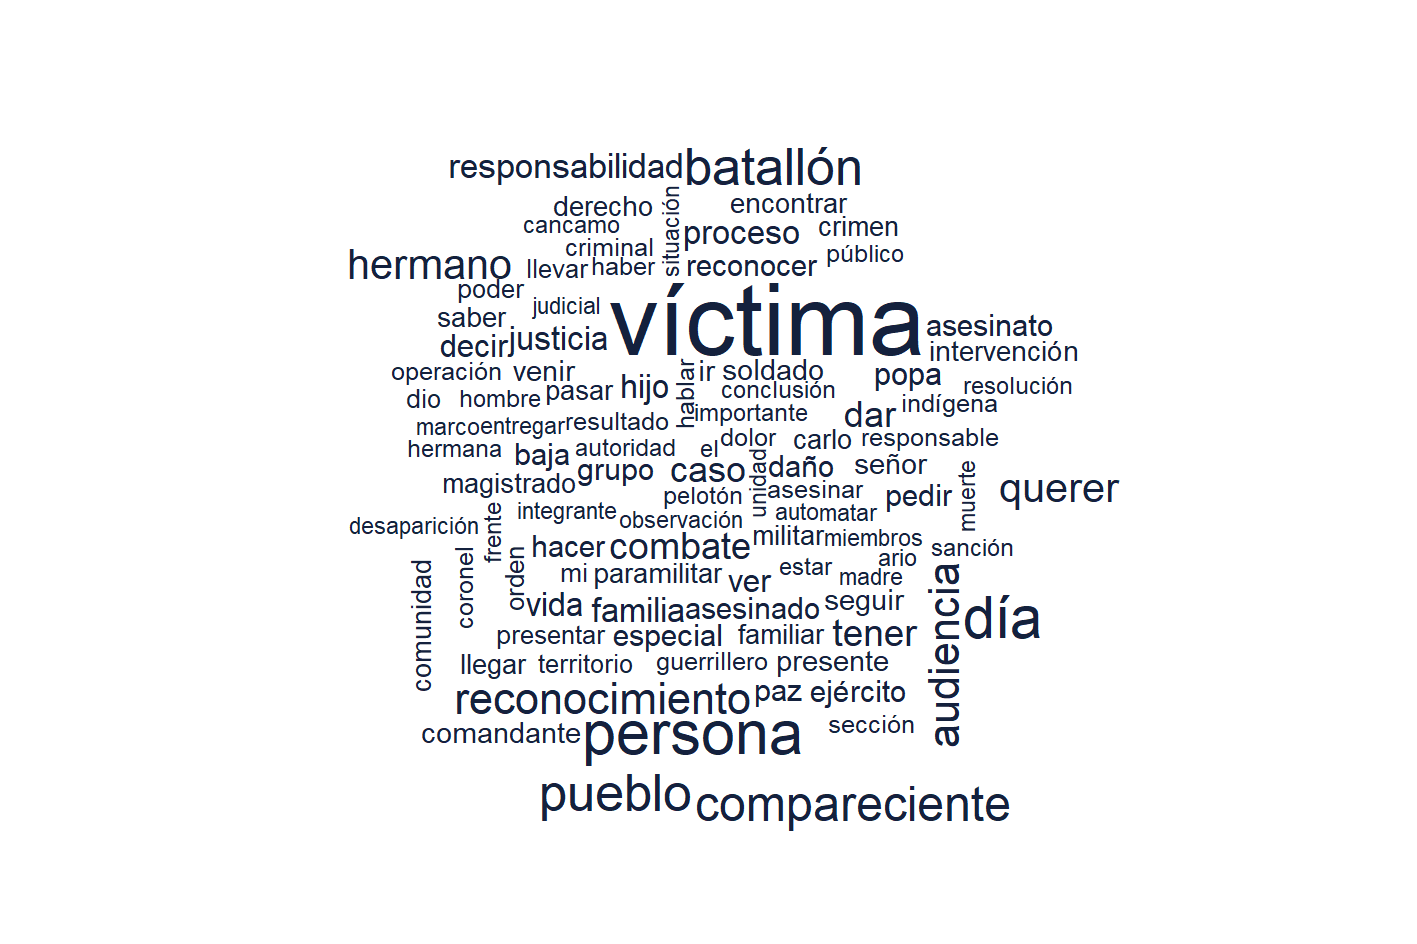 responsabilidad batallón
derecho encontrar
cancamo situación proceso crimen
criminal público
hermano llevar haber reconocer
poder judicial víctima
saber asesinato
decir justicia intervención
operación venir hablar ir soldado popa resolución
dio hombre pasar hijo conclusión indígena
marco entregar resultado importante dar
hermana baja autoridad el dolor carlo responsable
magistrado grupo caso unidad daño señor querer
pelotón asesinar pedir muerte
desaparición frente integrante observación automatar
hacer combate militar miembros sanción
comunidad coronel orden mi paramilitar ver estar ario
madre
vida familia asesinado seguir audiencia día
presentar especial familiar tener
llegar territorio guerrillero presente
reconocimiento paz ejército
comandante persona sección
pueblo compareciente